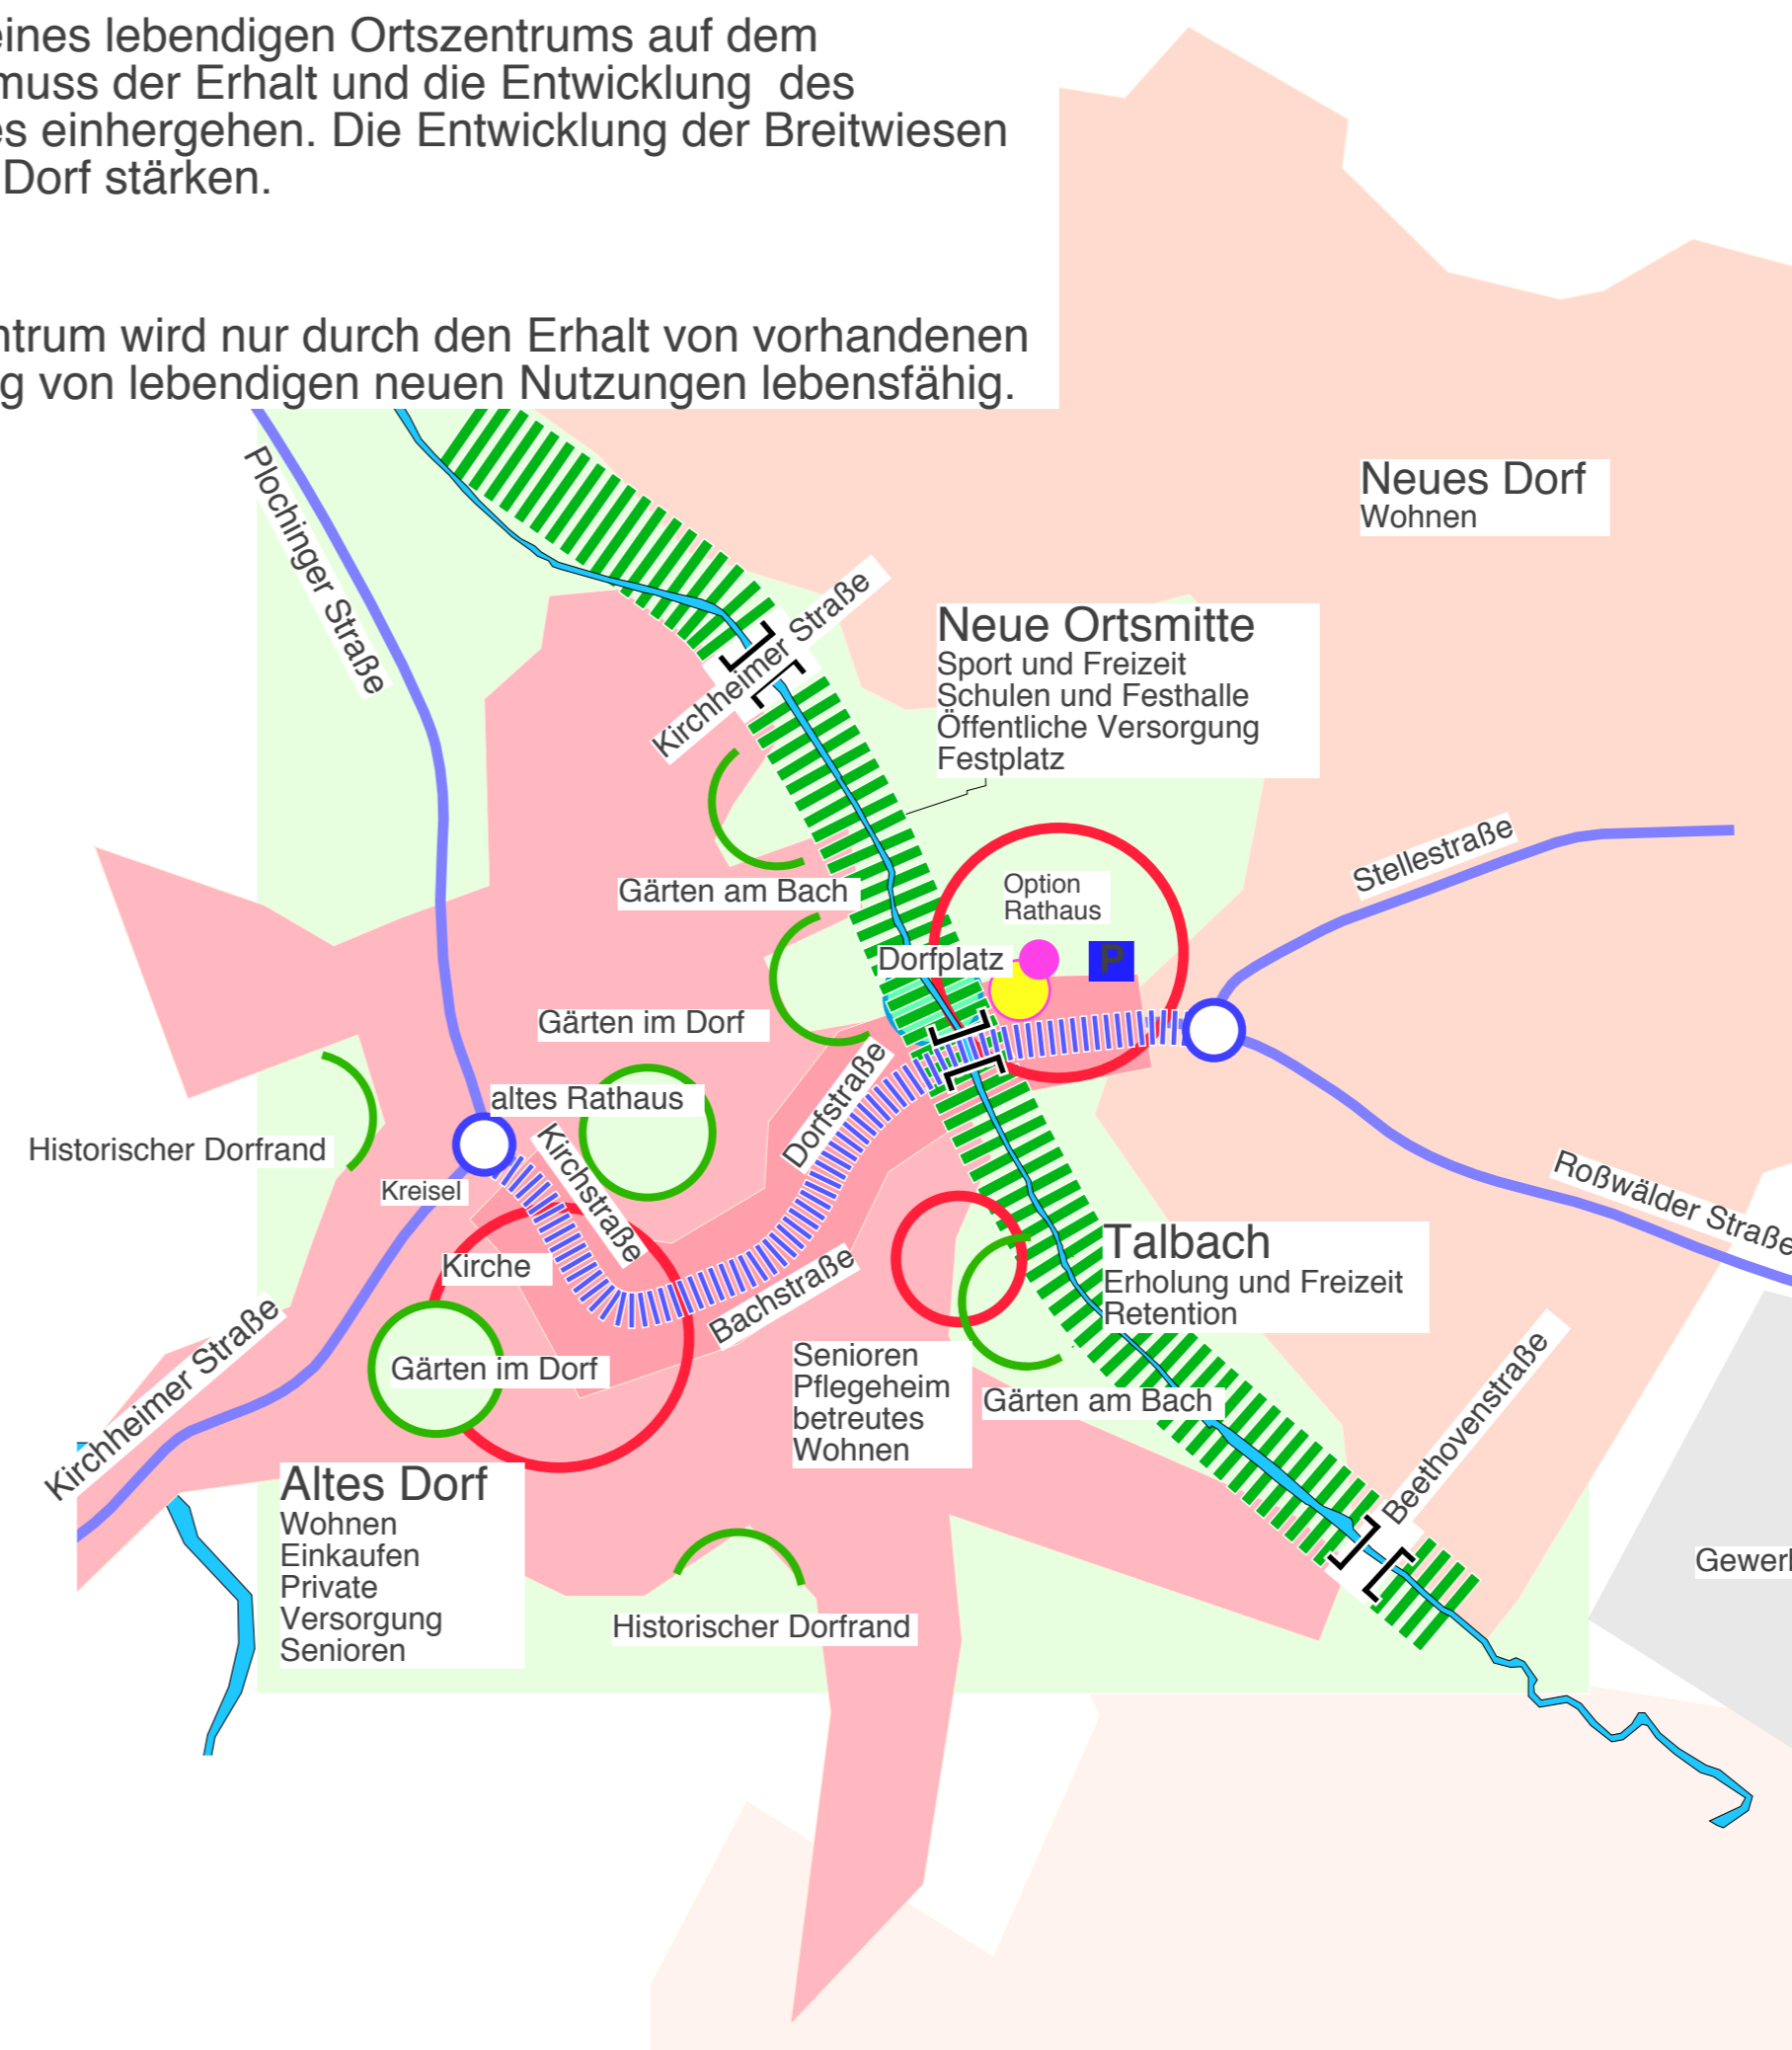 eines lebendigen Ortszentrums auf dem
muss der Erhalt und die Entwicklung des
es einhergehen. Die Entwicklung der Breitwiesen
Dorf stärken.
ntrum wird nur durch den Erhalt von vorhandenen
g von lebendigen neuen Nutzungen lebensfähig.
Plochinger Straße
Neues Dorf
Wohnen
Kirchheimer Straße
Neue Ortsmitte
Sport und Freizeit
Schulen und Festhalle
Öffentliche Versorgung
Festplatz
Stellestraße
Gärten am Bach
Option
Rathaus
Dorfplatz
P
Gärten im Dorf
Dorfstraße
altes Rathaus
Historischer Dorfrand
Kirchstraße
Kreisel
Roßwälder Straße
Kirche
Talbach
Erholung und Freizeit
Retention
Bachstraße
Kirchheimer Straße
Gärten im Dorf
Senioren
Pflegeheim
betreutes
Wohnen
Gärten am Bach
Beethovenstraße
Altes Dorf
Wohnen
Einkaufen
Private
Versorgung
Senioren
Historischer Dorfrand
Gewerl